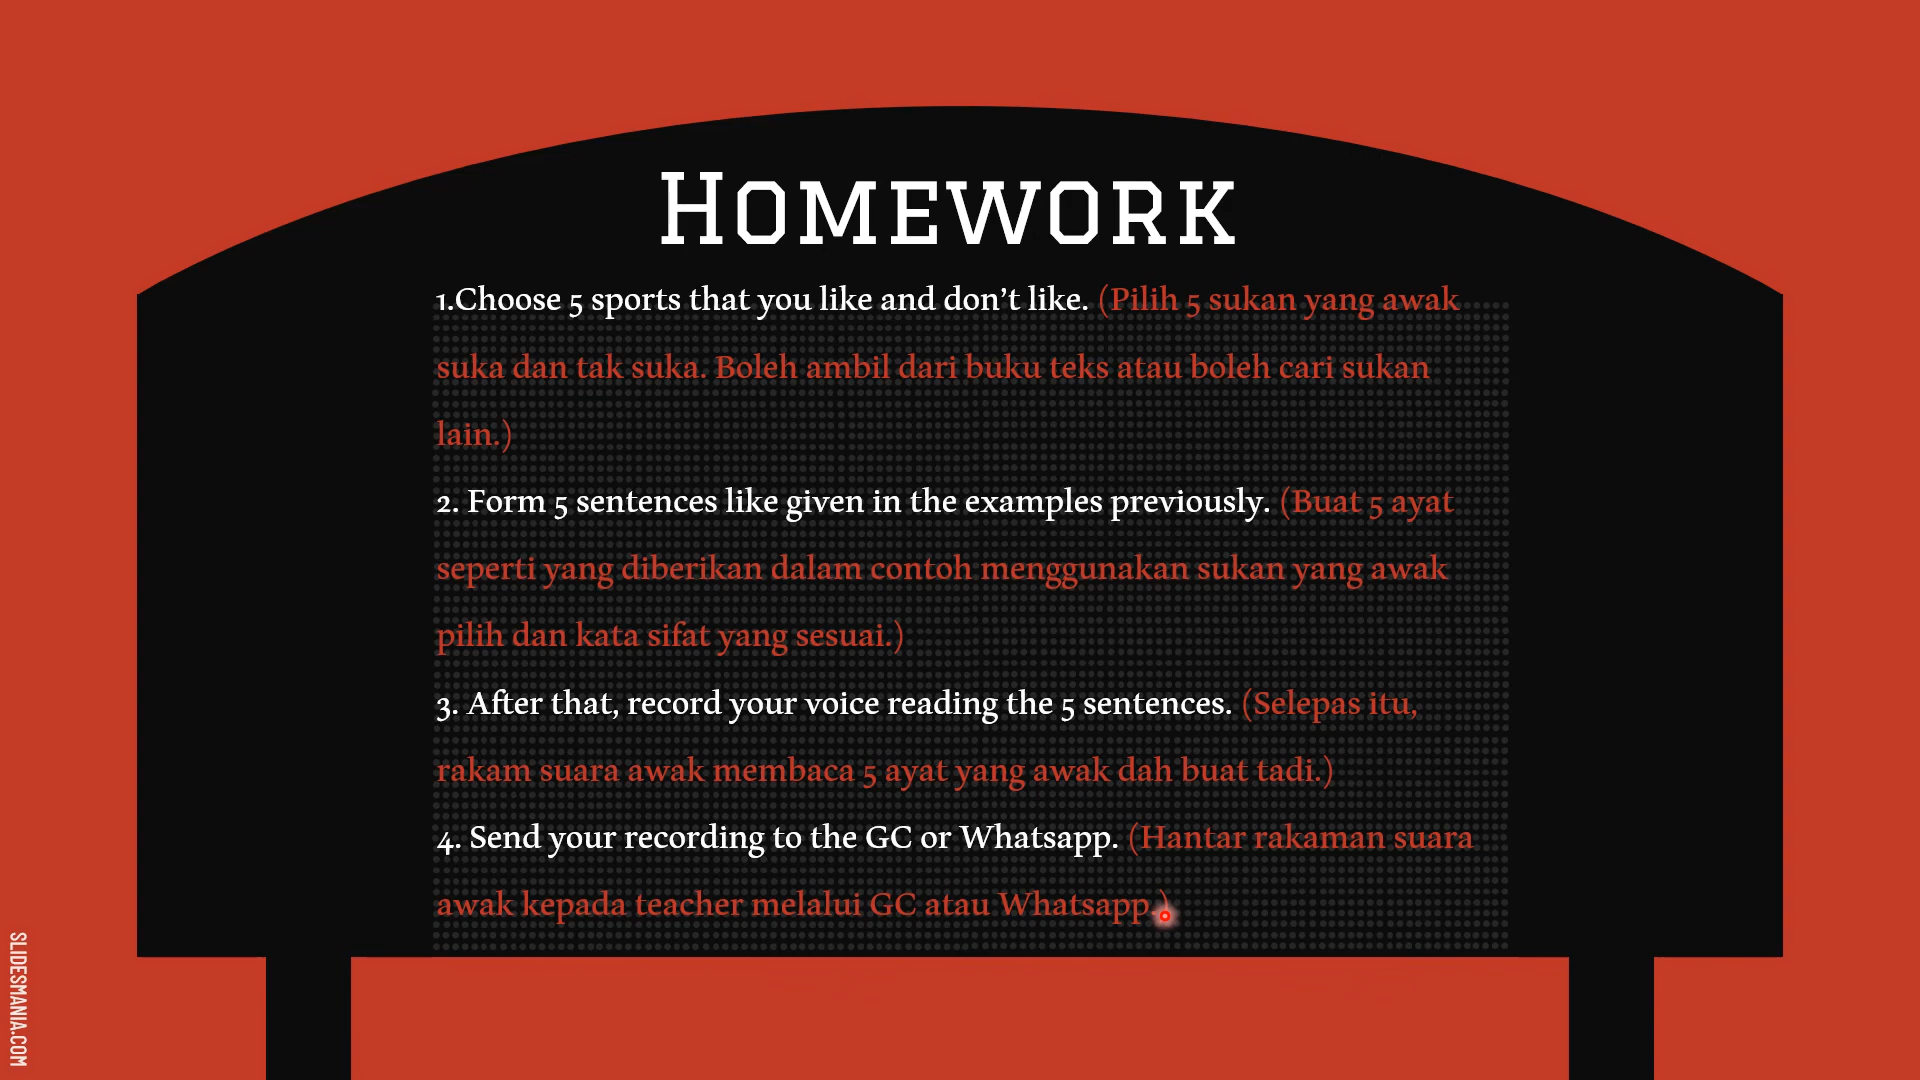 Homework
1.Choose 5 sports that you like and don’t like. (Pilih 5 sukan yang awak
suka dan tak suka. Boleh ambil dari buku teks atau boleh cari sukan
lain.)
2. Form 5 sentences like given in the examples previously. (Buat 5 ayat
seperti yang diberikan dalam contoh menggunakan sukan yang awak
pilih dan kata sifat yang sesuai.)
3. After that, record your voice reading the 5 sentences. (Selepas itu,
rakam suara awak membaca 5 ayat yang awak dah buat tadi.)
4. Send your recording to the GC or Whatsapp. (Hantar rakaman suara
awak kepada teacher melalui GC atau Whatsapp.)
SLIDESMANIA.COM